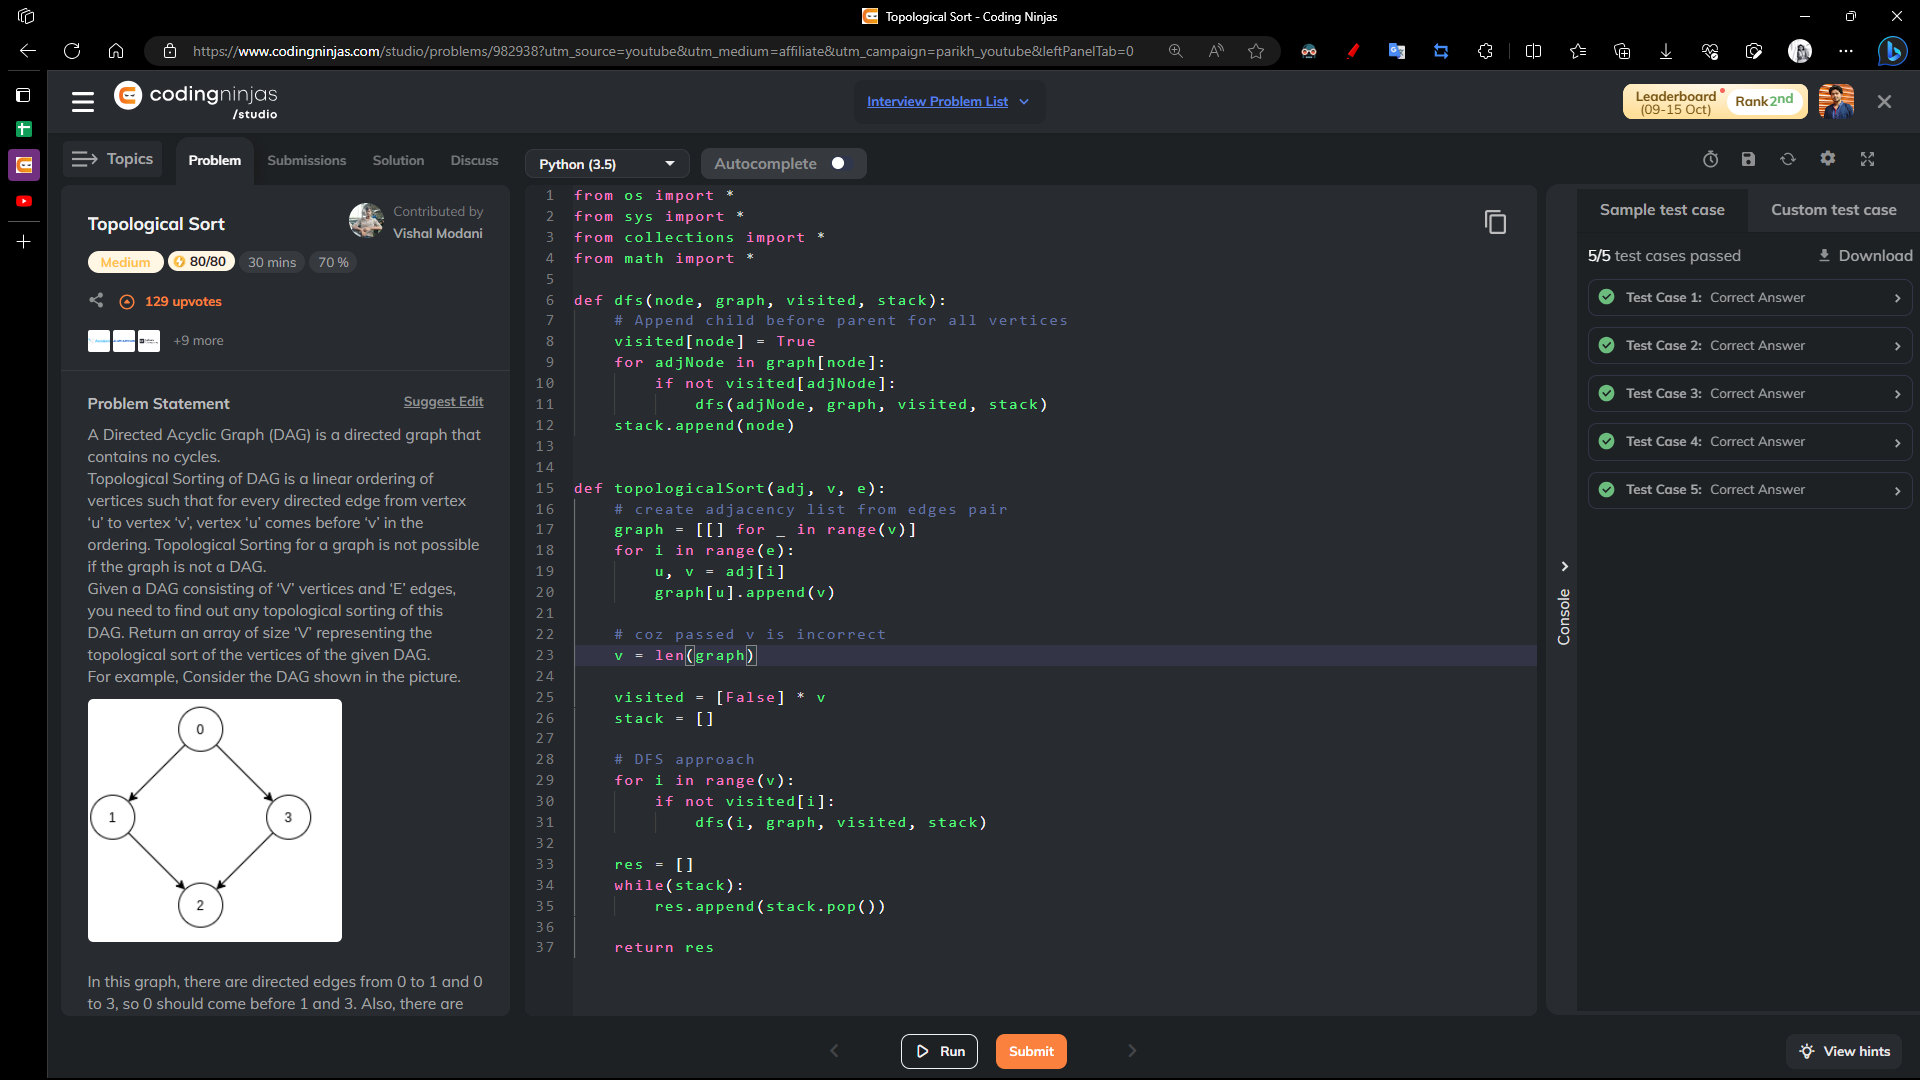 Topological Sort - Coding Ninjas
https://www.codingninjas.com/studio/problems/982938?utm_source=youtube&utm_medium=affiliate&utm_campaign=parikh_youtube&leftPanelTab=0
codingninjas
/studio
Interview Problem List
Leaderboard
(09-15 Oct)
Rank2nd
Topics
Problem
Submissions
Solution
Discuss
Python (3.5)
Autocomplete
Topological Sort
Contributed by
Vishal Modani
Medium
80/80
30 mins
70 %
129 upvotes
+9 more
Problem Statement
Suggest Edit
A Directed Acyclic Graph (DAG) is a directed graph that
contains no cycles.
Topological Sorting of DAG is a linear ordering of
vertices such that for every directed edge from vertex
‘u’ to vertex ‘v’, vertex ‘u’ comes before ‘v’ in the
ordering. Topological Sorting for a graph is not possible
if the graph is not a DAG.
Given a DAG consisting of ‘V’ vertices and ‘E’ edges,
you need to find out any topological sorting of this
DAG. Return an array of size ‘V’ representing the
topological sort of the vertices of the given DAG.
For example, Consider the DAG shown in the picture.
0
1
3
2
In this graph, there are directed edges from 0 to 1 and 0
to 3, so 0 should come before 1 and 3. Also, there are
1 from os import *
2 from sys import *
3 from collections import *
4 from math import *
5
6 def dfs(node, graph, visited, stack):
7     # Append child before parent for all vertices
8     visited[node] = True
9     for adjNode in graph[node]:
10         if not visited[adjNode]:
11             dfs(adjNode, graph, visited, stack)
12     stack.append(node)
13
14
15 def topologicalSort(adj, v, e):
16     # create adjacency list from edges pair
17     graph = [[] for _ in range(v)]
18     for i in range(e):
19         u, v = adj[i]
20         graph[u].append(v)
21
22     # coz passed v is incorrect
23     v = len(graph)
24
25     visited = [False] * v
26     stack = []
27
28     # DFS approach
29     for i in range(v):
30         if not visited[i]:
31             dfs(i, graph, visited, stack)
32
33     res = []
34     while(stack):
35         res.append(stack.pop())
36
37     return res
Console
Sample test case
Custom test case
5/5 test cases passed
Download
Test Case 1: Correct Answer
Test Case 2: Correct Answer
Test Case 3: Correct Answer
Test Case 4: Correct Answer
Test Case 5: Correct Answer
Run
Submit
View hints